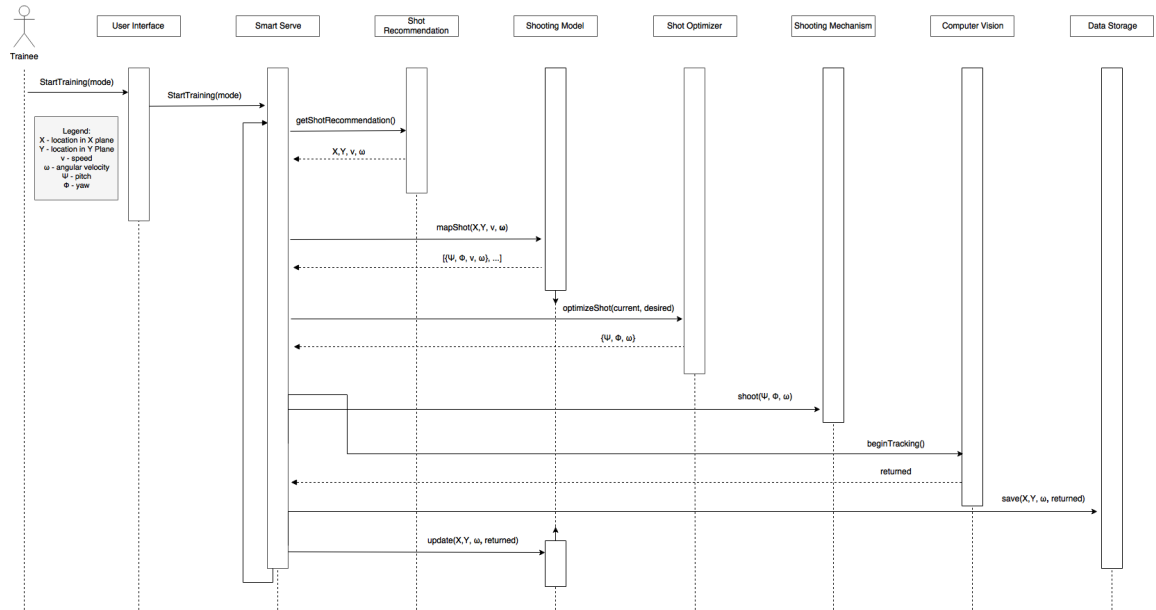 User Interface
Smart Serve
Shot
Recommendation
Shooting Model
Shot Optimizer
Shooting Mechanism
Computer Vision
Data Storage
Trainee
StartTraining(mode)
StartTraining(mode)
Legend:
X - location in X plane
Y - location in Y Plane
v - speed
ω - angular velocity
Ψ - pitch
Φ - yaw
getShotRecommendation()
X,Y, v, ω
mapShot(X,Y, v, ω)
[{Ψ, Φ, v, ω}, ...]
optimizeShot(current, desired)
{Ψ, Φ, ω}
shoot(Ψ, Φ, ω)
beginTracking()
returned
save(X,Y, ω, returned)
update(X,Y, ω, returned)